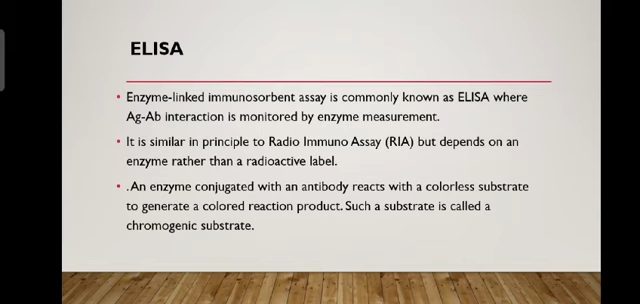 ELISA
• Enzyme-linked immunosorbent assay is commonly known as ELISA where
Ag-Ab interaction is monitored by enzyme measurement.
• It is similar in principle to Radio Immuno Assay (RIA) but depends on an
enzyme rather than a radioactive label.
• .An enzyme conjugated with an antibody reacts with a colorless substrate
to generate a colored reaction product. Such a substrate is called a
chromogenic substrate.